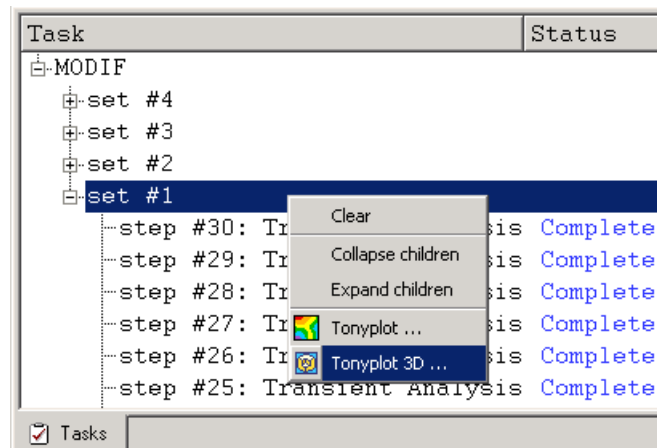 Task Status
MODIF
set #4
set #3
set #2
set #1
Clear
step #30: Tr sis Complete
Collapse children
step #29: Tr sis Complete
Expand children
step #28: Tr sis Complete
step #27: Tr sis Complete
Tonyplot ...
step #26: Tr sis Complete
Tonyplot 3D ...
step #25: Transient Analysis Complete
Tasks